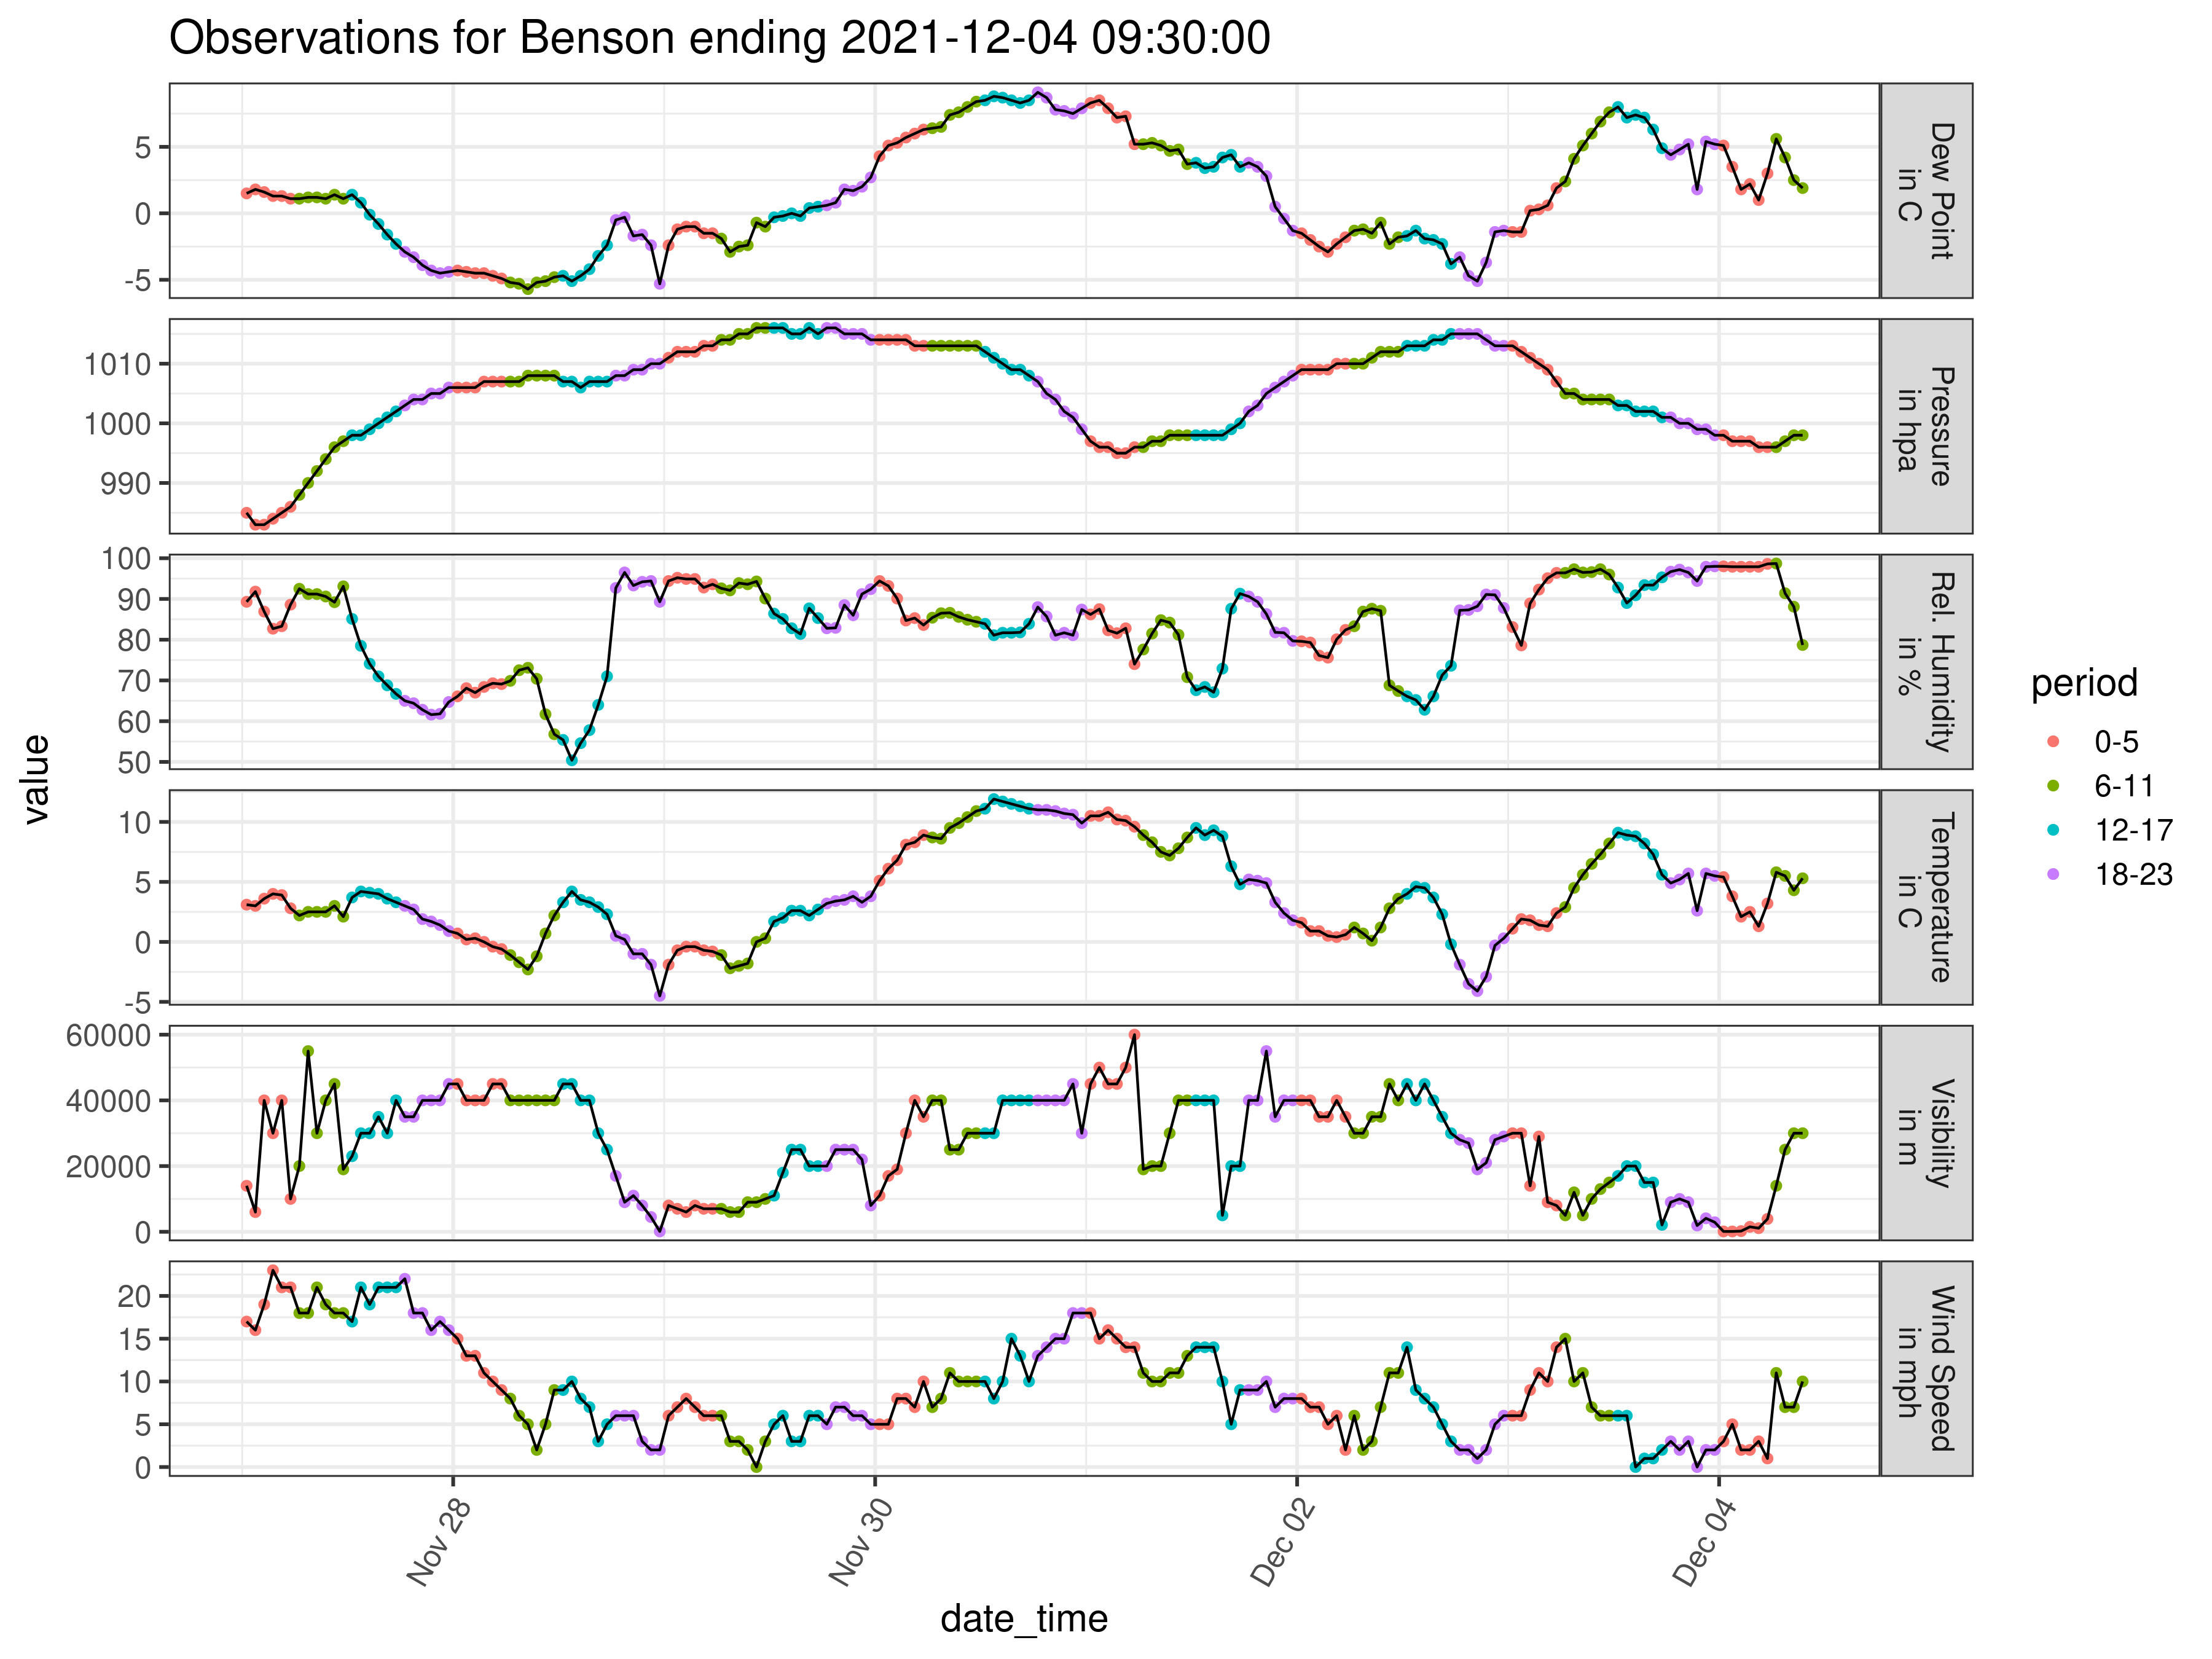 Observations for Benson ending 2021-12-04 09:30:00
value
5
0
-5
Dew Point
in C
1010
1000
990
Pressure
in hpa
100
90
80
70
60
50
Rel. Humidity
in %
10
5
0
-5
Temperature
in C
60000
40000
20000
0
Visibility
in m
20
15
10
5
0
Wind Speed
in mph
Nov 28
Nov 30
Dec 02
Dec 04
date_time
period
0-5
6-11
12-17
18-23